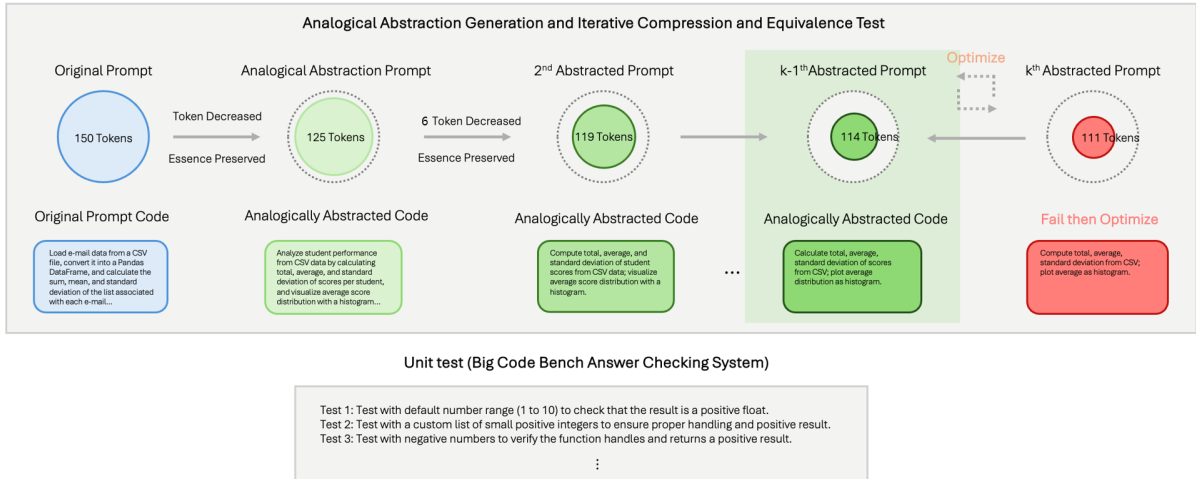 Analogical Abstraction Generation and Iterative Compression and Equivalence Test
Original Prompt
Analogical Abstraction Prompt
2nd Abstracted Prompt
k-1th Abstracted Prompt
Optimize
kth Abstracted Prompt
150 Tokens
Token Decreased
Essence Preserved
125 Tokens
6 Token Decreased
Essence Preserved
119 Tokens
114 Tokens
111 Tokens
Original Prompt Code
Analogically Abstracted Code
Analogically Abstracted Code
Analogically Abstracted Code
Fail then Optimize
Load e-mail data from a CSV
file, convert it into a Pandas
DataFrame, and calculate the
sum, mean, and standard
deviation of the list associated
with each e-mail...
Analyze student performance
from CSV data by calculating
total, average, and standard
deviation of scores per student,
and visualize average score
distribution with a histogram...
Compute total, average, and
standard deviation of student
scores from CSV data; visualize
average score distribution with a
histogram.
...
Calculate total, average,
standard deviation of scores
from CSV; plot average
distribution as histogram.
Compute total, average,
standard deviation from CSV;
plot average as histogram.
Unit test (Big Code Bench Answer Checking System)
Test 1: Test with default number range (1 to 10) to check that the result is a positive float.
Test 2: Test with a custom list of small positive integers to ensure proper handling and positive result.
Test 3: Test with negative numbers to verify the function handles and returns a positive result.
⋮